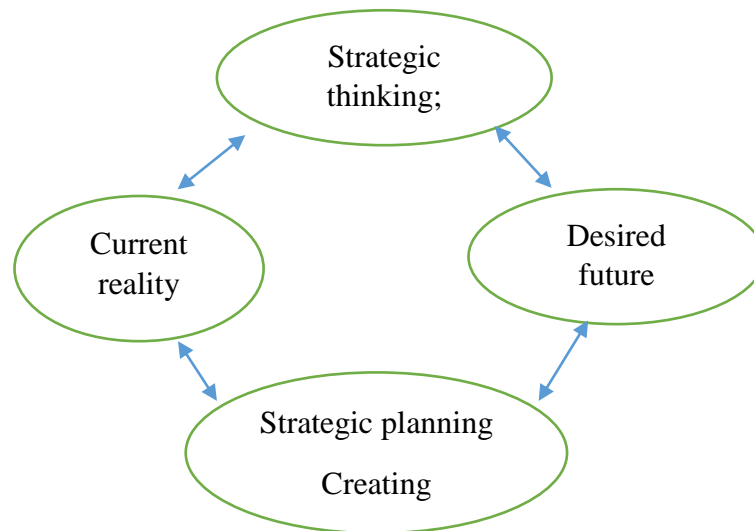 Strategic
thinking;
Current
reality
Desired
future
Strategic planning
Creating